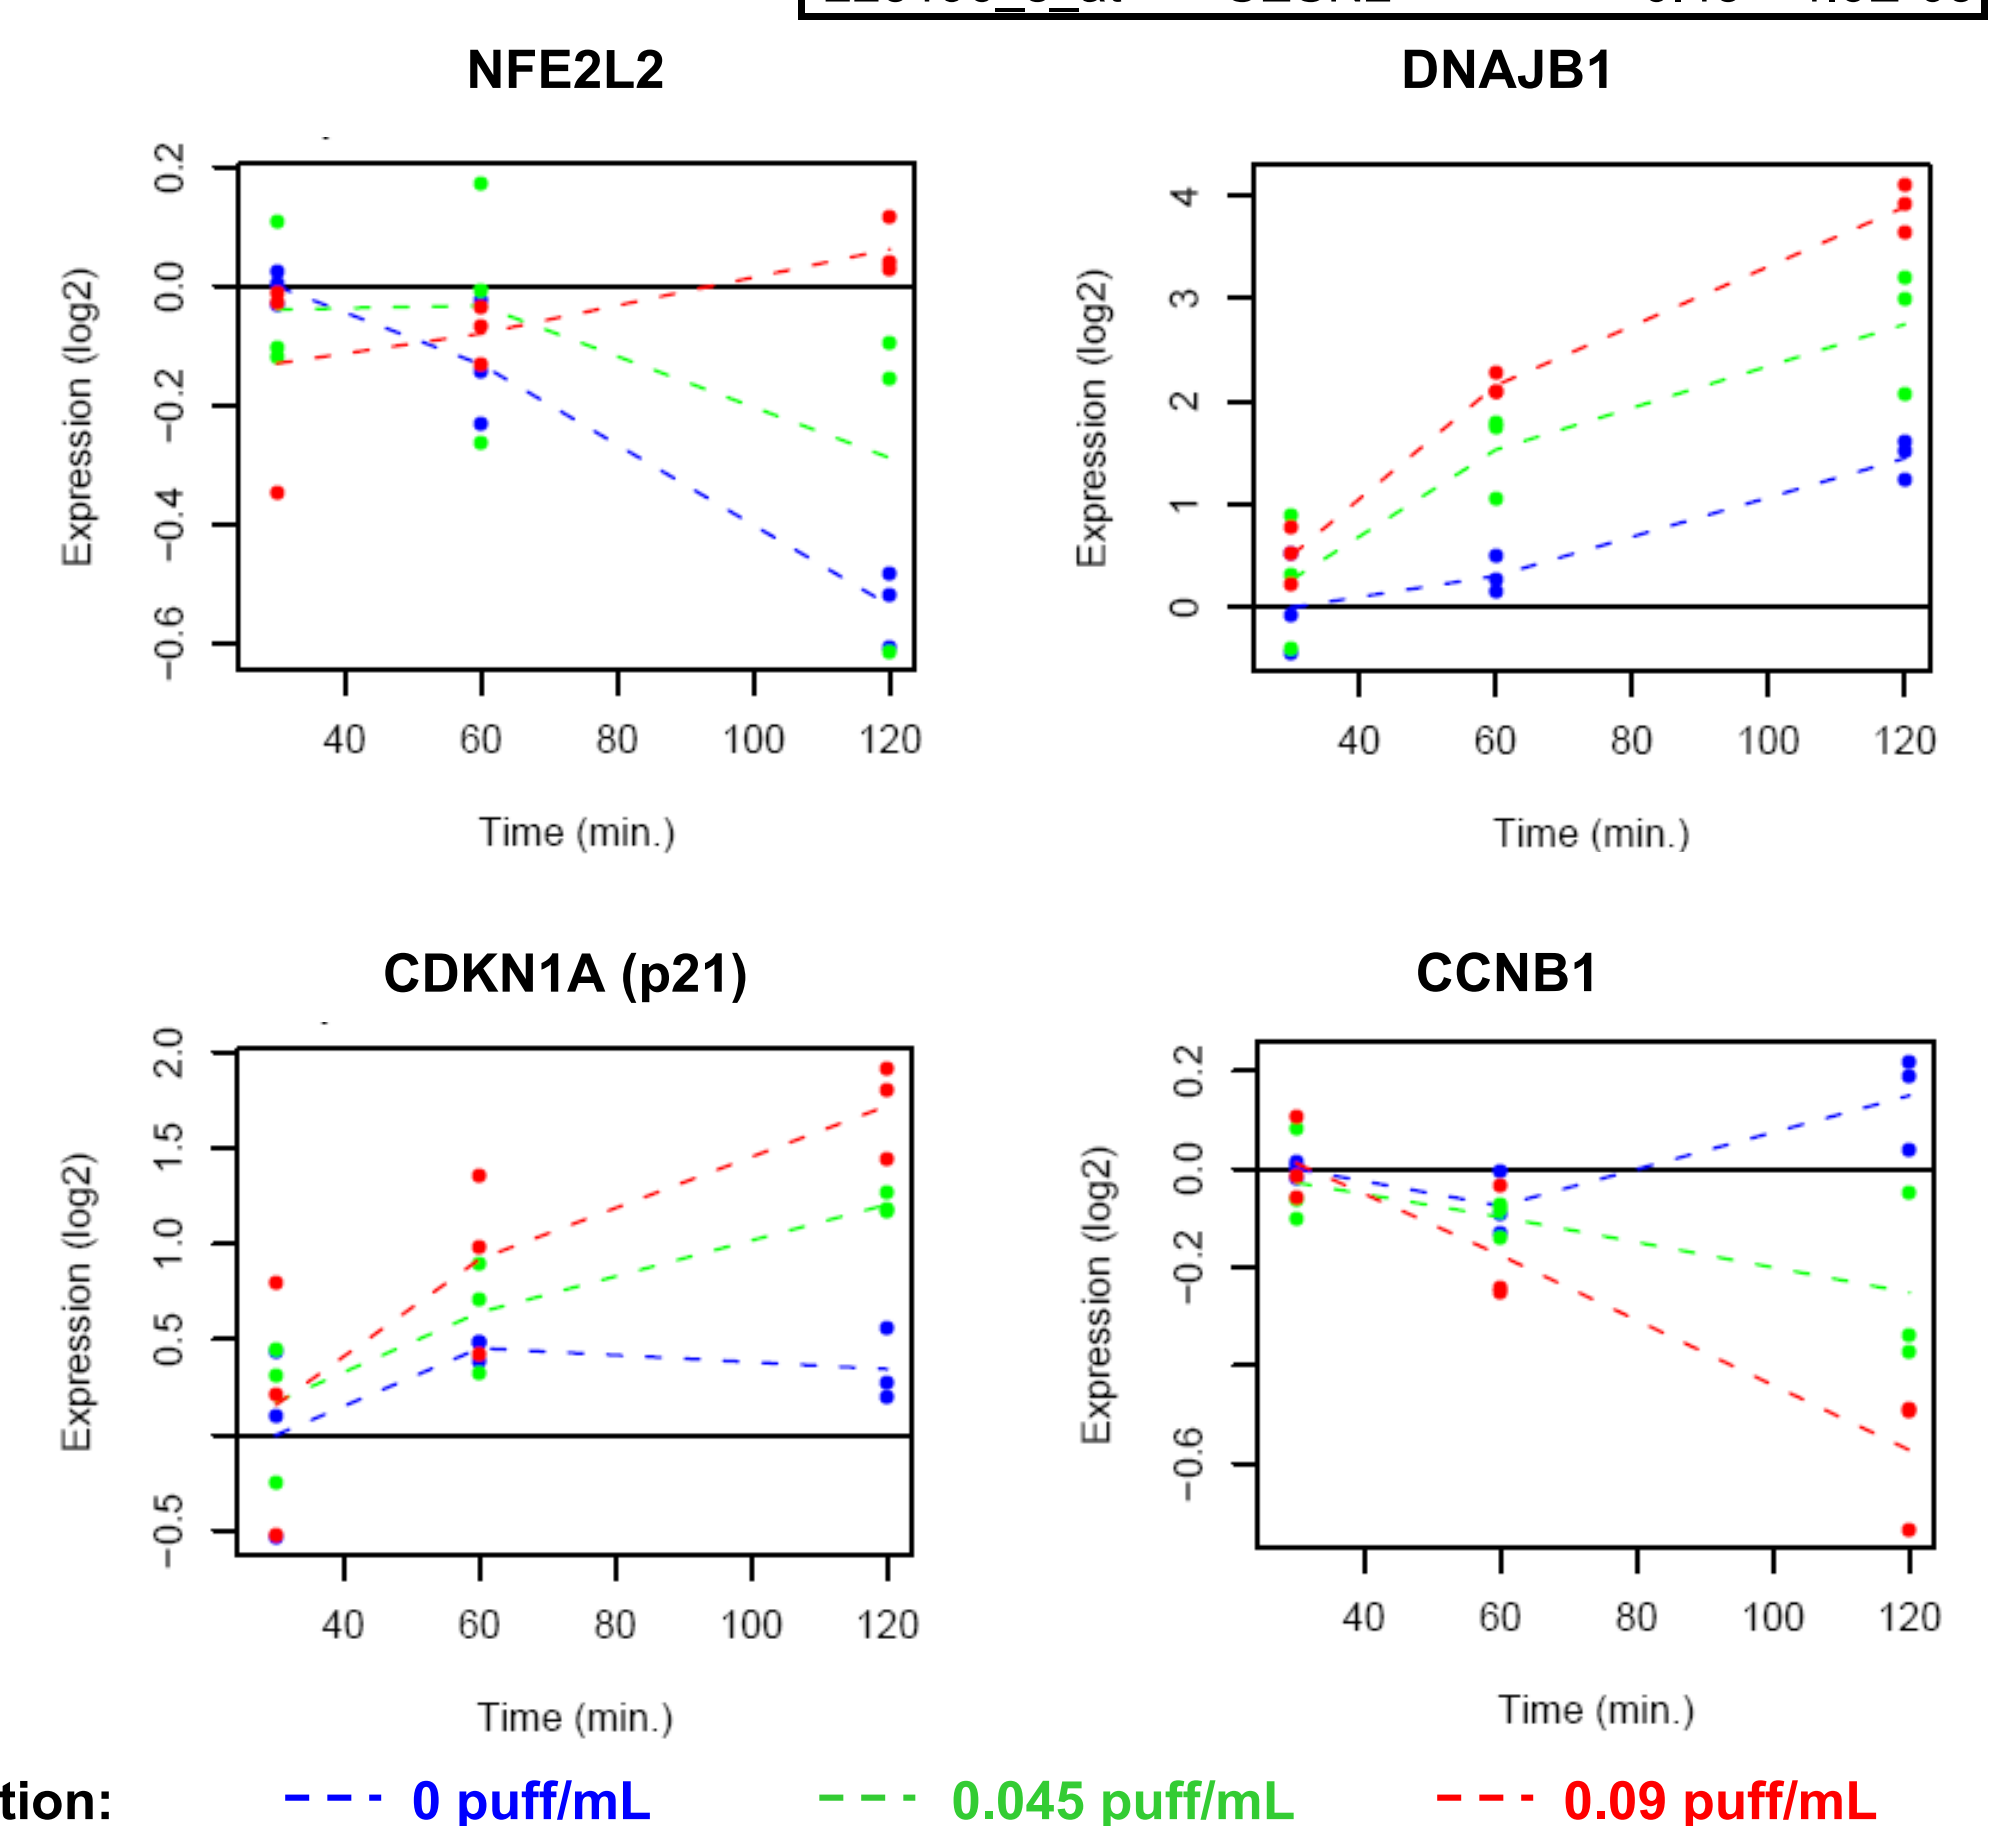 NFE2L2
DNAJB1
Expression (log2)
0.2
0.0
−0.2
−0.4
−0.6
40 60 80 100 120
Time (min.)
Expression (log2)
4
3
2
1
0
40 60 80 100 120
Time (min.)
CDKN1A (p21)
CCNB1
Expression (log2)
2.0
1.5
1.0
0.5
−0.5
40 60 80 100 120
Time (min.)
Expression (log2)
0.2
0.0
−0.2
−0.6
40 60 80 100 120
Time (min.)
tion: 0 puff/mL 0.045 puff/mL 0.09 puff/mL